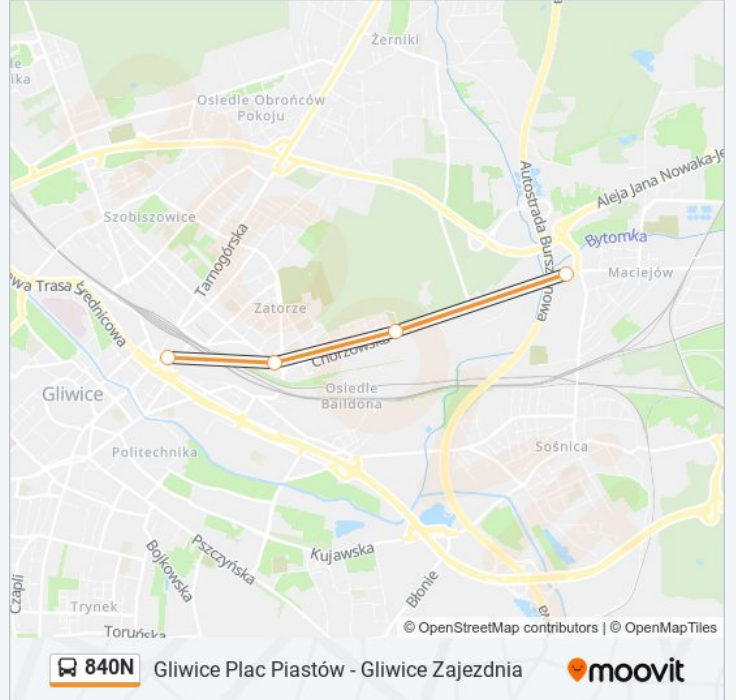 Żerniki
Osiedle Obrońców
Pokoju
Autostrada Bursztynowa
Aleja Jana Nowaka-Je
Szobiszowice
Tarnogórska
Bytomka
Maciejów
ewa Trasa Średnicowa
Zatorze
Chorzowska
Osiedle
Baildona
Gliwice
Politechnika
Sośnica
Kujawska
Pszczyńska
Bojkowska
Błonie
Czapli
Trynek
Toruńska
© OpenStreetMap contributors | © OpenMapTiles
840N Gliwice Plac Piastów - Gliwice Zajezdnia
moovit